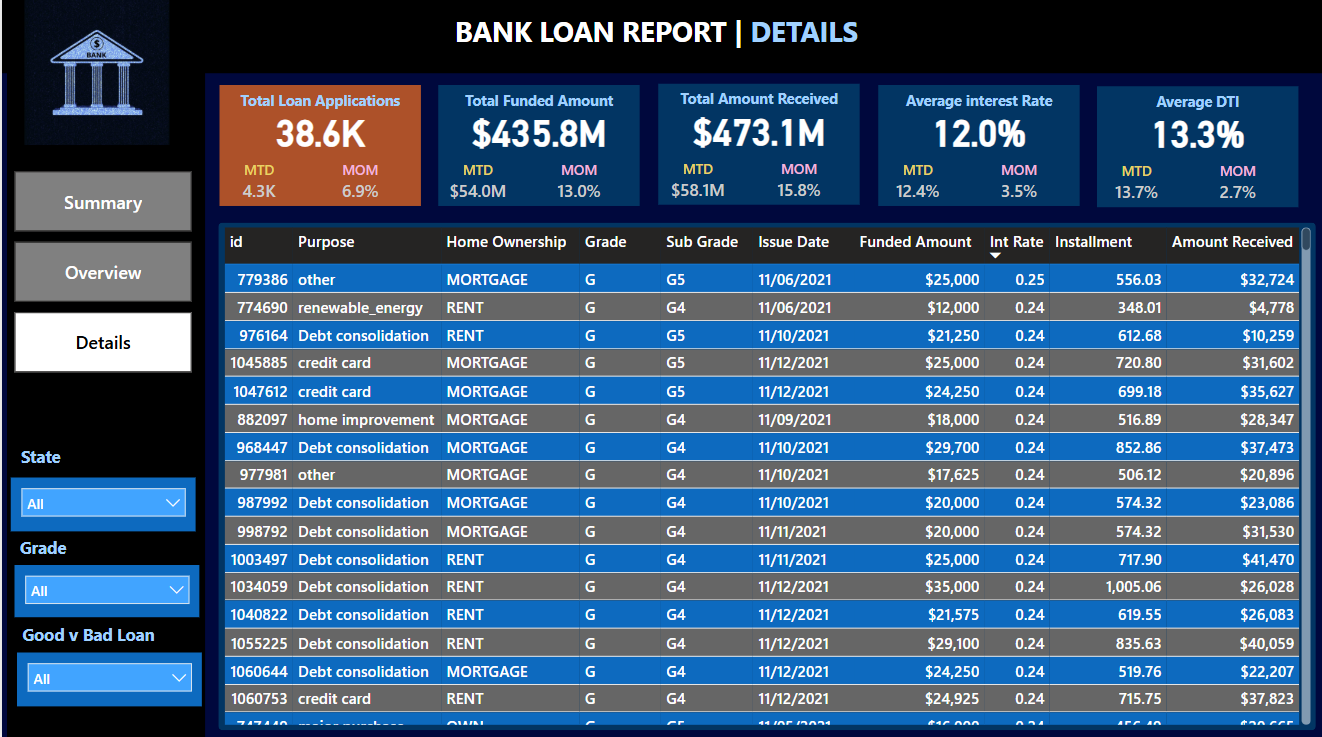 $
BANK
BANK LOAN REPORT | DETAILS
Total Loan Applications
38.6K
MTD MOM
4.3K 6.9%
Total Funded Amount
$435.8M
MTD MOM
$54.0M 13.0%
Total Amount Received
$473.1M
MTD MOM
$58.1M 15.8%
Average interest Rate
12.0%
MTD MOM
12.4% 3.5%
Average DTI
13.3%
MTD MOM
13.7% 2.7%
Summary
Overview
Details
State
All
Grade
All
Good v Bad Loan
All
id Purpose Home Ownership Grade Sub Grade Issue Date Funded Amount Int Rate Installment Amount Received
779386 other MORTGAGE G G5 11/06/2021 $25,000 0.25 556.03 $32,724
774690 renewable_energy RENT G G4 11/06/2021 $12,000 0.24 348.01 $4,778
976164 Debt consolidation RENT G G5 11/10/2021 $21,250 0.24 612.68 $10,259
1045885 credit card MORTGAGE G G5 11/12/2021 $25,000 0.24 720.80 $31,602
1047612 credit card MORTGAGE G G5 11/12/2021 $24,250 0.24 699.18 $35,627
882097 home improvement MORTGAGE G G4 11/09/2021 $18,000 0.24 516.89 $28,347
968447 Debt consolidation MORTGAGE G G4 11/10/2021 $29,700 0.24 852.86 $37,473
977981 other MORTGAGE G G4 11/10/2021 $17,625 0.24 506.12 $20,896
987992 Debt consolidation MORTGAGE G G4 11/10/2021 $20,000 0.24 574.32 $23,086
998792 Debt consolidation MORTGAGE G G4 11/11/2021 $20,000 0.24 574.32 $31,530
1003497 Debt consolidation RENT G G4 11/11/2021 $25,000 0.24 717.90 $41,470
1034059 Debt consolidation RENT G G4 11/12/2021 $35,000 0.24 1,005.06 $26,028
1040822 Debt consolidation RENT G G4 11/12/2021 $21,575 0.24 619.55 $26,083
1055225 Debt consolidation RENT G G4 11/12/2021 $29,100 0.24 835.63 $40,059
1060644 Debt consolidation MORTGAGE G G4 11/12/2021 $24,250 0.24 519.76 $22,207
1060753 credit card RENT G G4 11/12/2021 $24,925 0.24 715.75 $37,823